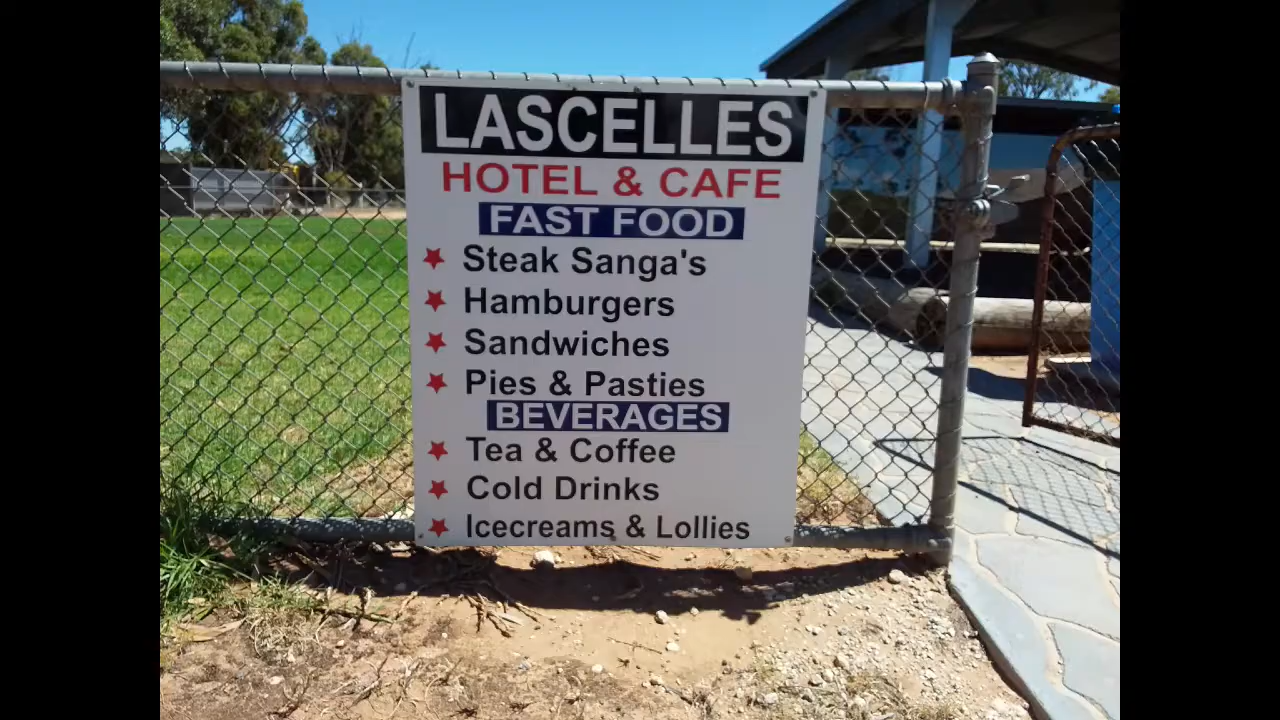 LASCELLES
HOTEL & CAFE
FAST FOOD
Steak Sanga's
Hamburgers
Sandwiches
Pies & Pasties
BEVERAGES
Tea & Coffee
Cold Drinks
Icecreams & Lollies